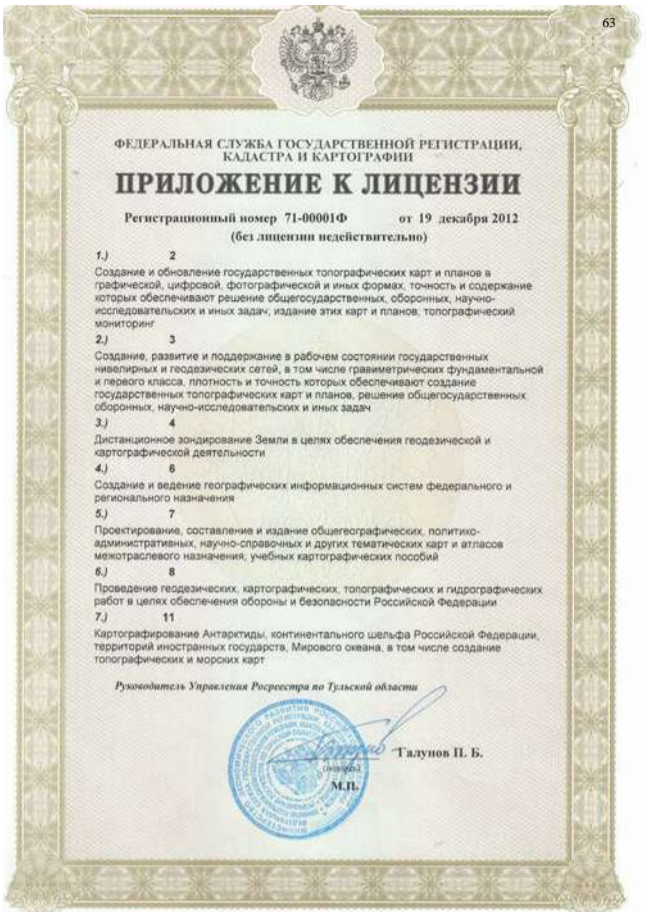 63
ФЕДЕРАЛЬНАЯ СЛУЖБА ГОСУДАРСТВЕННОЙ РЕГИСТРАЦИИ,
КАДАСТРА И КАРТОГРАФИИ
ПРИЛОЖЕНИЕ К ЛИЦЕНЗИИ
Регистрационный номер 71-00001Ф от 19 декабря 2012
(без лицензии недействительно)
1.) 2
Создание и обновление государственных топографических карт и планов в
графической, цифровой, фотографической и иных формах, точность и содержание
которых обеспечивают решение общегосударственных, оборонных, научно-
исследовательских и иных задач; издание этих карт и планов; топографический
мониторинг
2.) 3
Создание, развитие и поддержание в рабочем состоянии государственных
нивелирных и геодезических сетей, в том числе гравиметрических фундаментальной
и первого класса, плотность и точность которых обеспечивают создание
государственных топографических карт и планов, решение общегосударственных,
оборонных, научно-исследовательских и иных задач
3.) 4
Дистанционное зондирование Земли в целях обеспечения геодезической и
картографической деятельности
4.) 6
Создание и ведение географических информационных систем федерального и
регионального назначения
5.) 7
Проектирование, составление и издание общегеографических, политико-
административных, научно-справочных и других тематических карт и атласов
межотраслевого назначения, учебных картографических пособий
6.) 8
Проведение геодезических, картографических, топографических и гидрографических
работ в целях обеспечения обороны и безопасности Российской Федерации
7.) 11
Картографирование Антарктиды, континентального шельфа Российской Федерации,
территорий иностранных государств, Мирового океана, в том числе создание
топографических и морских карт
Руководитель Управления Росреестра по Тульской области
Галунов П. Б.
(подпись)
М.П.